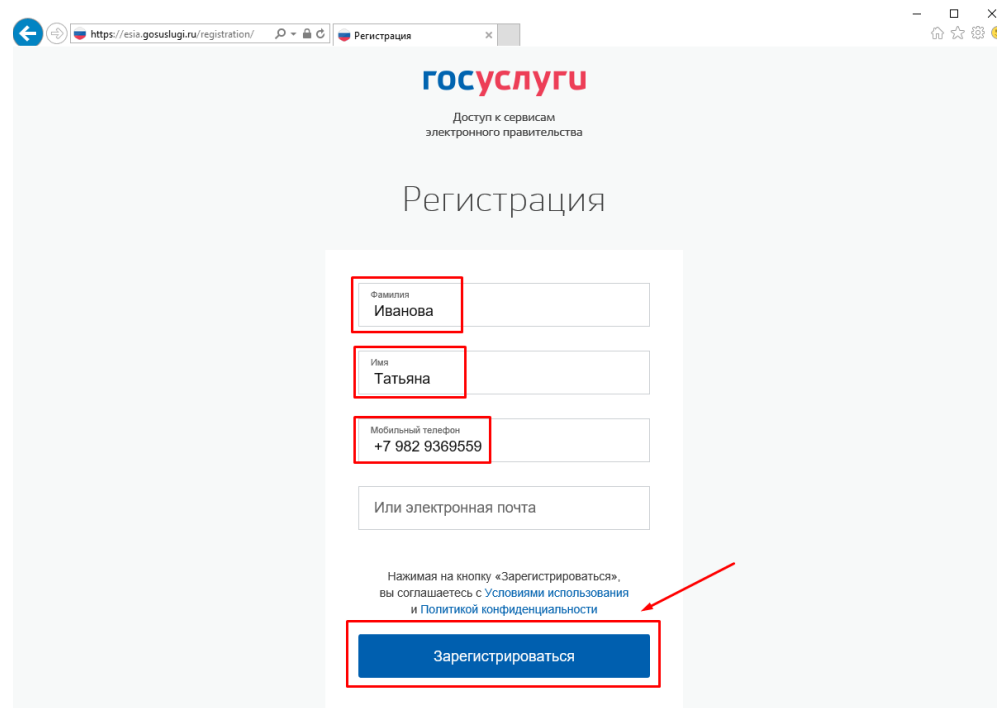 https://esia.gosuslugi.ru/registration/
Регистрация
госуслуги
Доступ к сервисам
электронного правительства
Регистрация
Фамилия
Иванова
Имя
Татьяна
Мобильный телефон
+7 982 9369559
Или электронная почта
Нажимая на кнопку «Зарегистрироваться»,
вы соглашаетесь с Условиями использования
и Политикой конфиденциальности
Зарегистрироваться